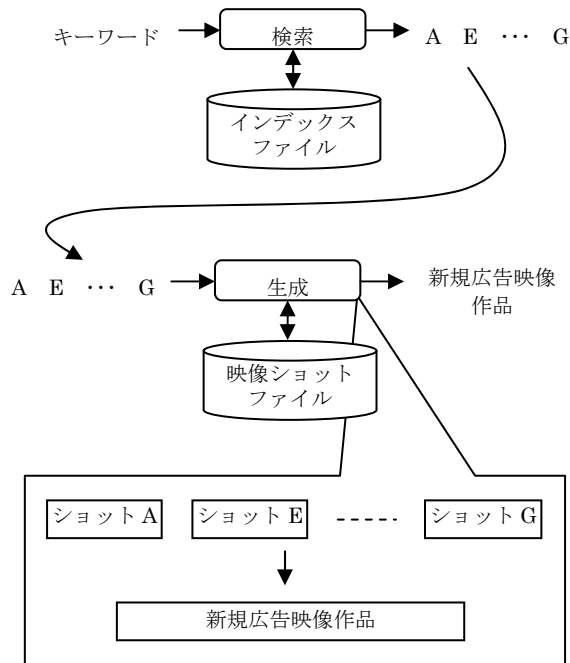 キーワード
検索
A E ・・・ G
インデックス
ファイル
A E ・・・ G
生成
新規広告映像
作品
映像ショット
ファイル
ショット A
ショット E
ショット G
新規広告映像作品